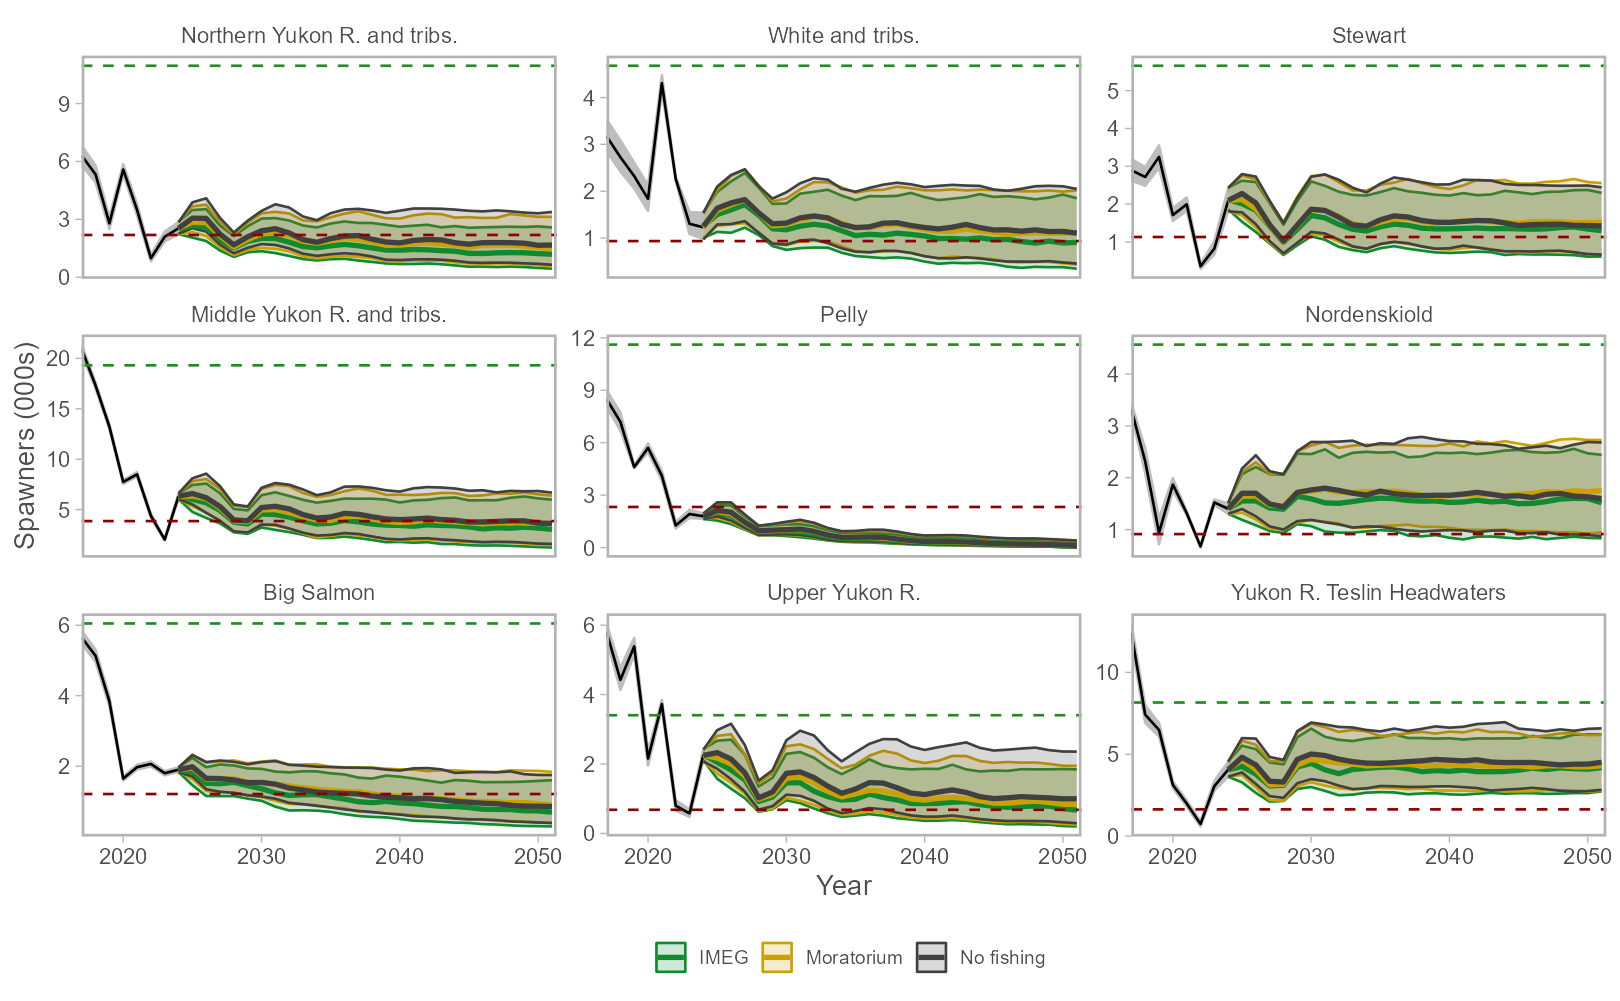 Northern Yukon R. and tribs.
White and tribs.
Stewart
9
6
3
0
4
3
2
1
5
4
3
2
1
Middle Yukon R. and tribs.
Pelly
Nordenskiold
Spawners (000s)
20
15
10
5
12
9
6
3
0
4
3
2
1
Big Salmon
Upper Yukon R.
Yukon R. Teslin Headwaters
6
4
2
6
4
2
0
10
5
0
2020 2030 2040 2050
2020 2030 2040 2050
2020 2030 2040 2050
Year
IMEG Moratorium No fishing